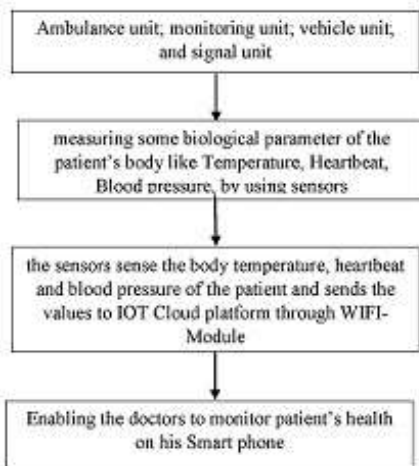 Ambulance unit; monitoring unit; vehicle unit;
and signal unit
measuring some biological parameter of the
patient's body like Temperature, Heartbeat,
Blood pressure, by using sensors
the sensors sense the body temperature, heartbeat
and blood pressure of the patient and sends the
values to IOT Cloud platform through WIFI-
Module
Enabling the doctors to monitor patient's health
on his Smart phone